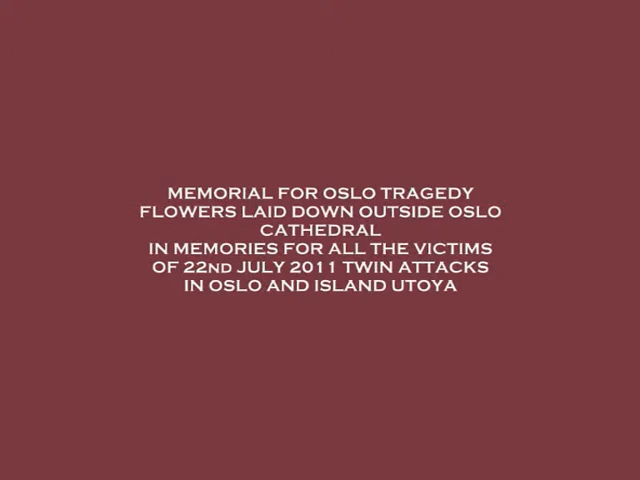 MEMORIAL FOR OSLO TRAGEDY
FLOWERS LAID DOWN OUTSIDE OSLO
CATHEDRAL
IN MEMORIES FOR ALL THE VICTIMS
OF 22ND JULY 2011 TWIN ATTACKS
IN OSLO AND ISLAND UTOYA